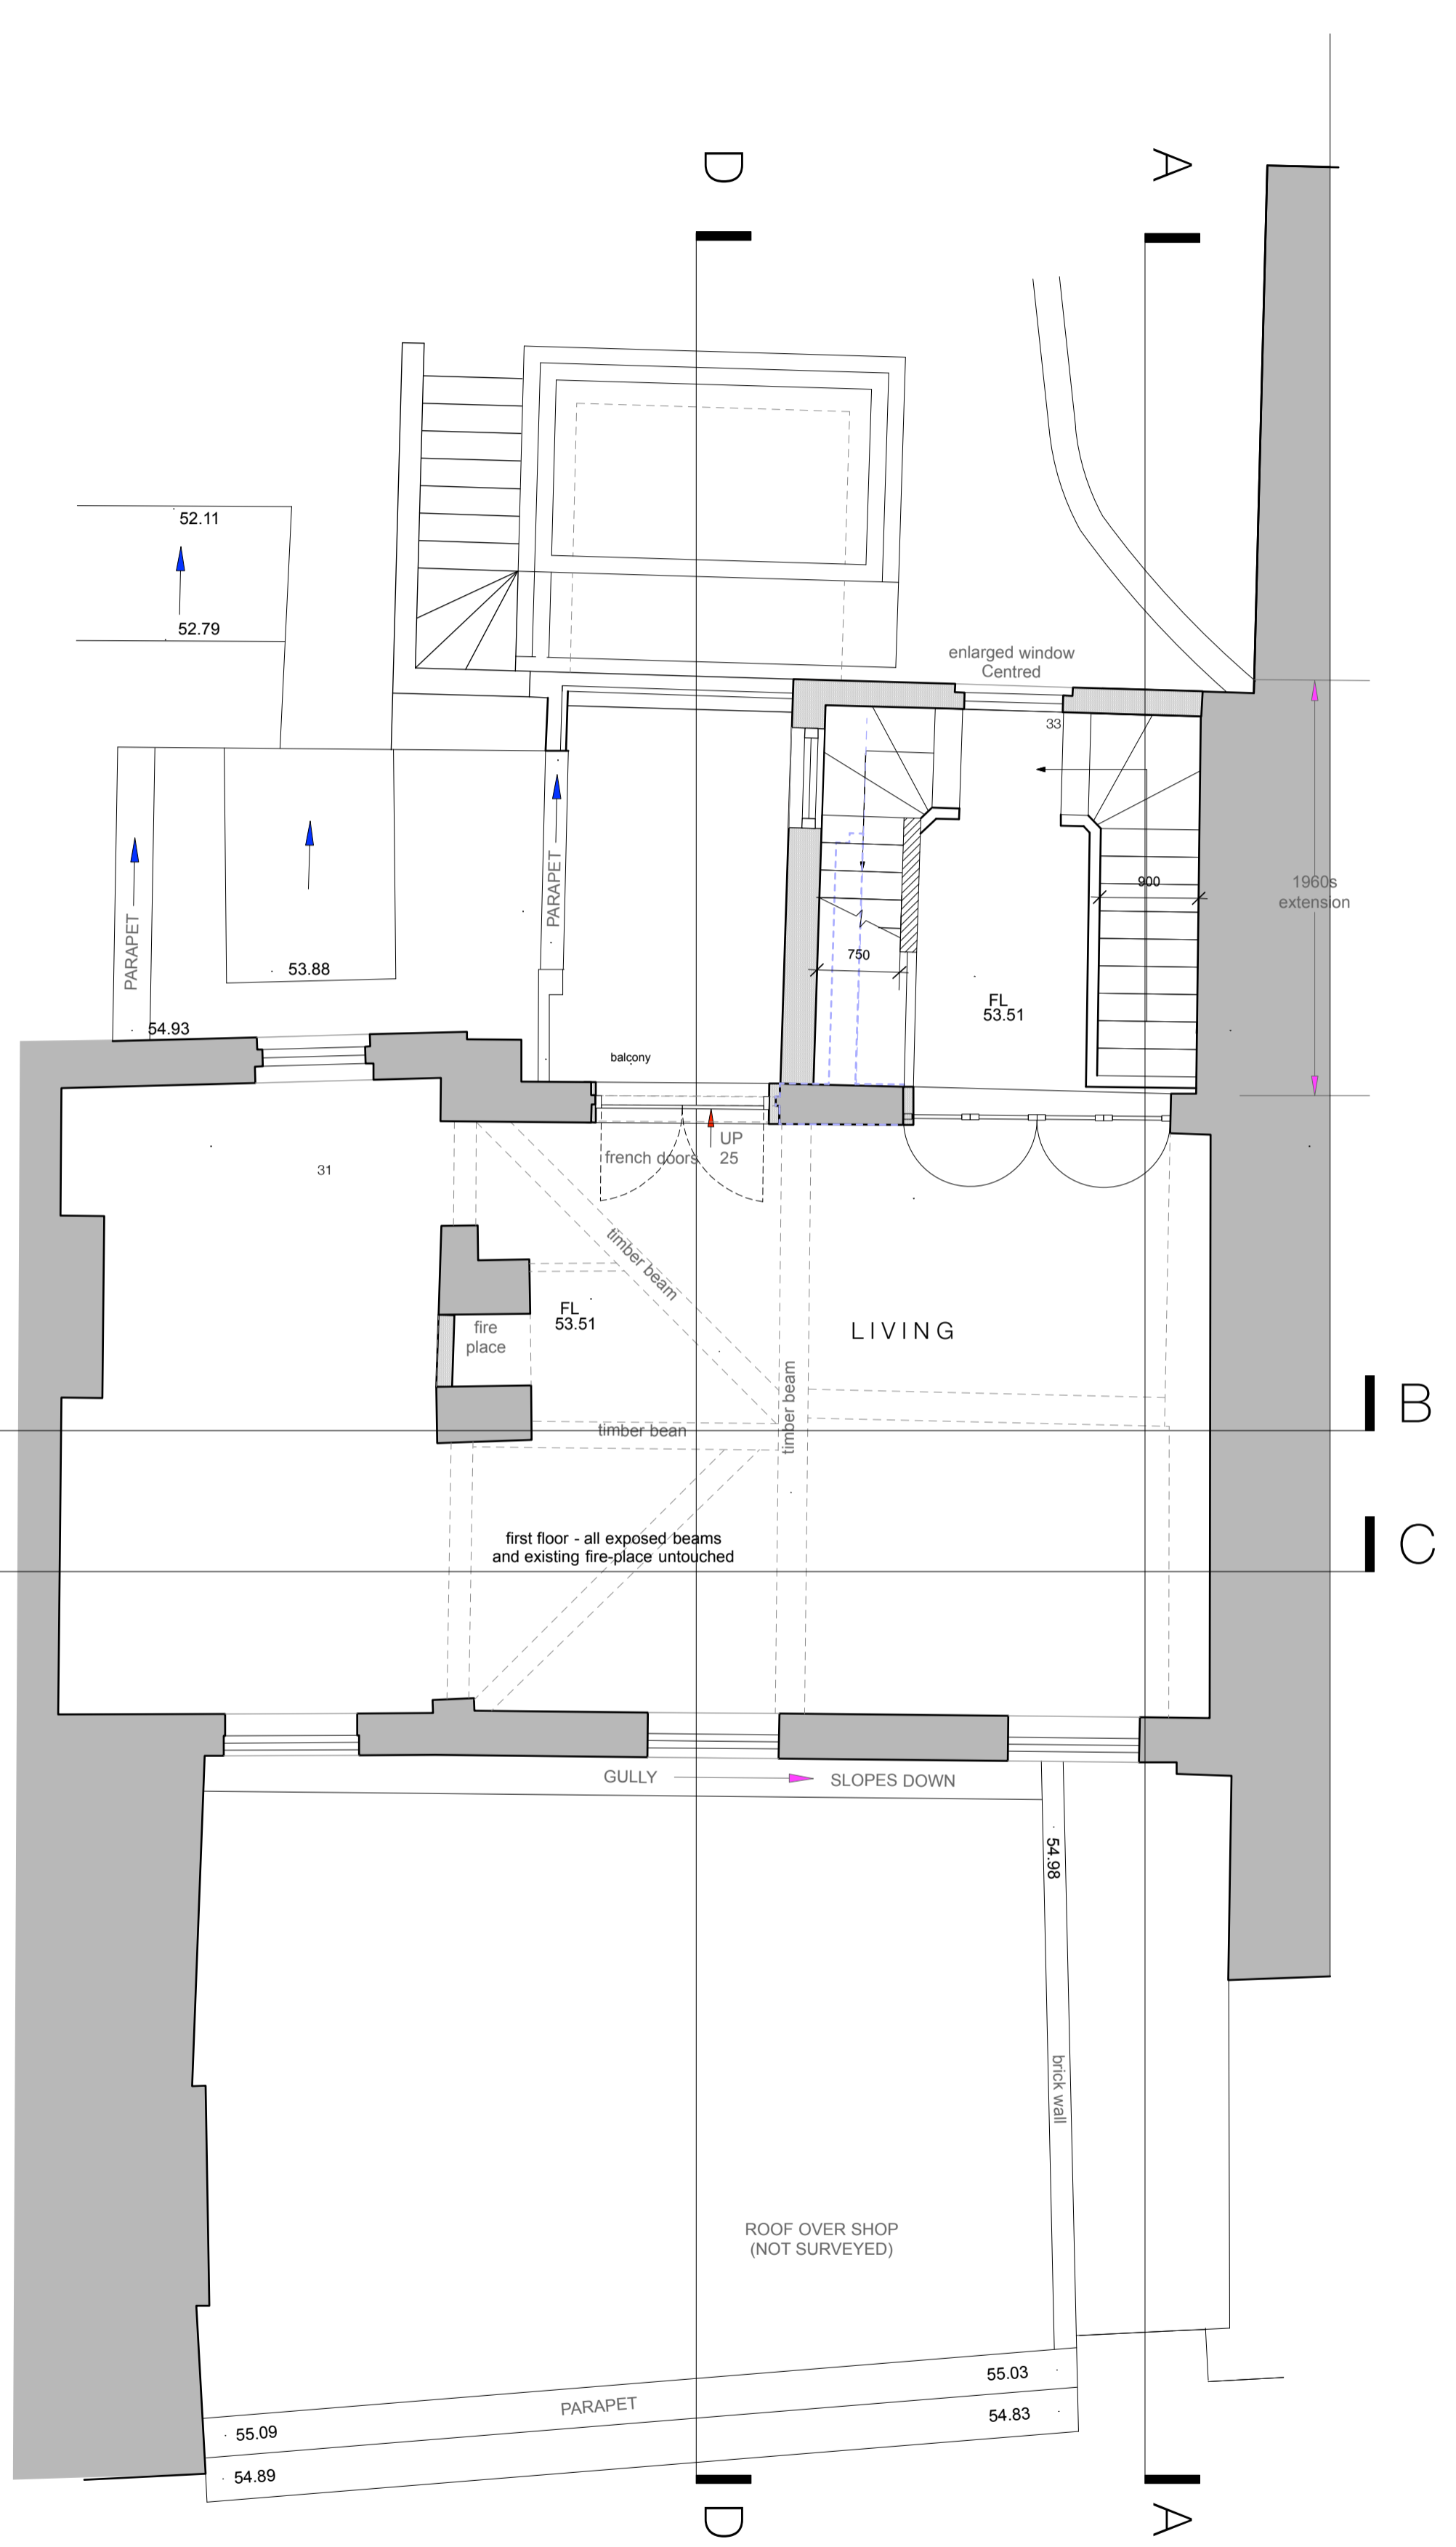 D
A
52.11
52.79
enlarged window
Centred
33
PARAPET
PARAPET
900
1960s
extension
750
53.88
FL
53.51
54.93
balcony
UP
25
french doors
31
timber beam
FL
53.51
fire
place
LIVING
timber beam
B
timber bean
first floor - all exposed beams
and existing fire-place untouched
C
GULLY
SLOPES DOWN
54.98
brick wall
ROOF OVER SHOP
(NOT SURVEYED)
55.03
PARAPET
54.83
55.09
54.89
D
A